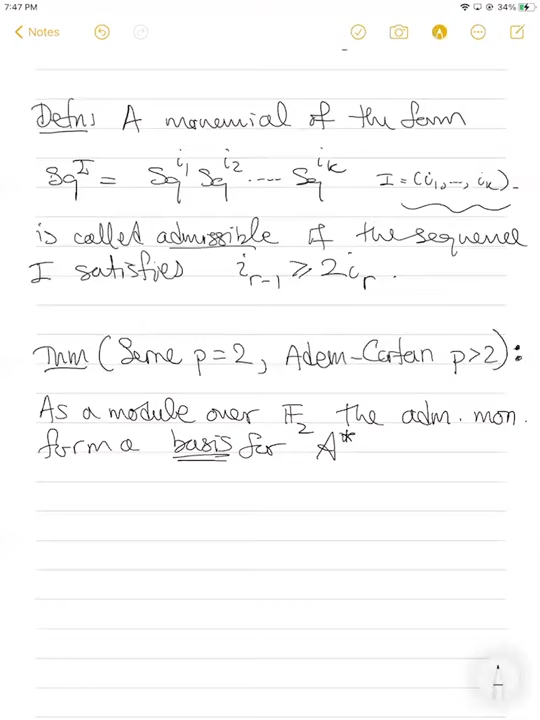 7:47 PM 34%
Notes
Defn: A monomial of the form
Sq^I = Sq^{i_1} Sq^{i_2} .... Sq^{i_k} I = (i_1, ..., i_k).
is called admissible if the sequence
I satisfies i_{r-1} ≥ 2i_r.
Thm (Serre p=2, Adem-Cartan p>2):
As a module over F_2 the adm. mon.
form a basis for A^*